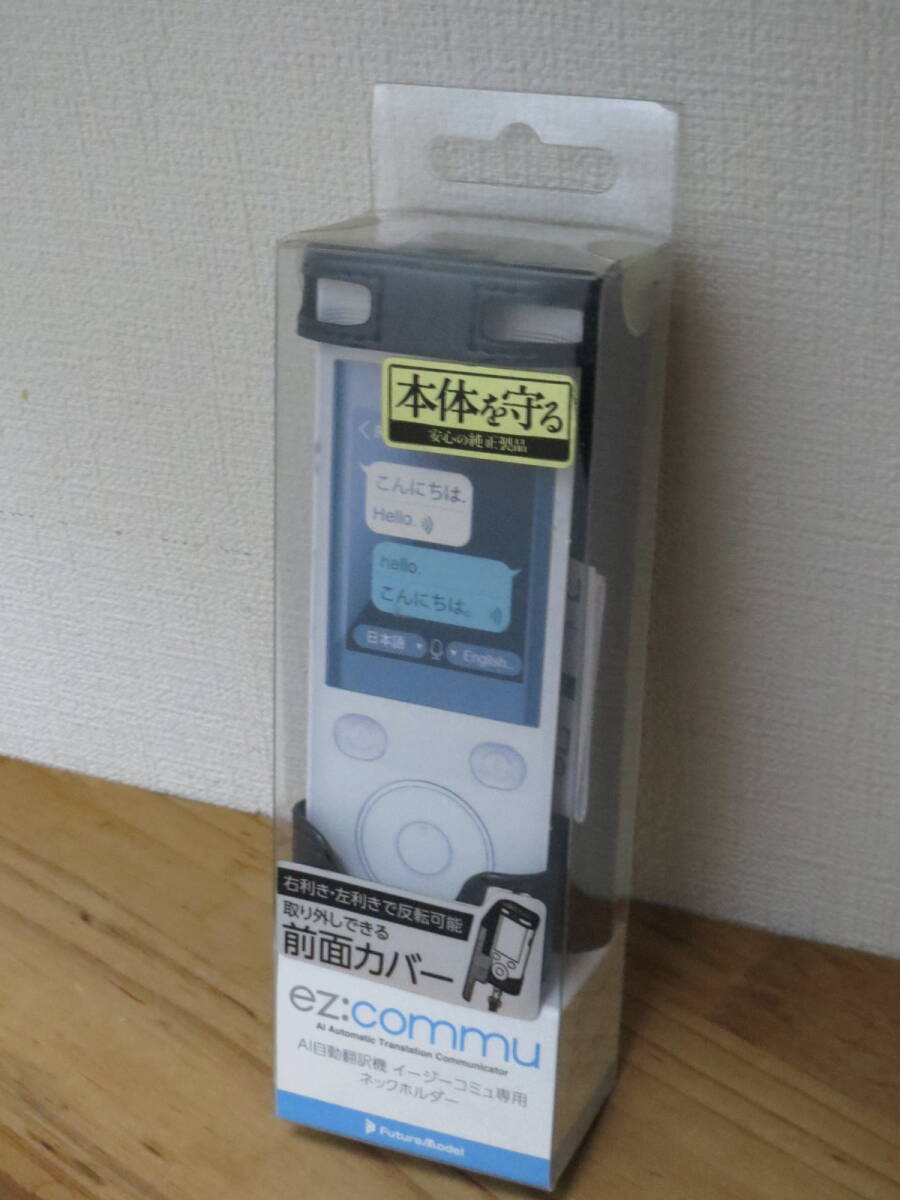 本体を守る
安心の純正製品
こんにちは.
Hello.
hello.
こんにちは。
日本語
English...
右利き・左利きで反転可能
取り外しできる
前面カバー
ez:commu
AI Automatic Translation Communicator
AI自動翻訳機 イージーコミュ専用
ネックホルダー
FutureModel